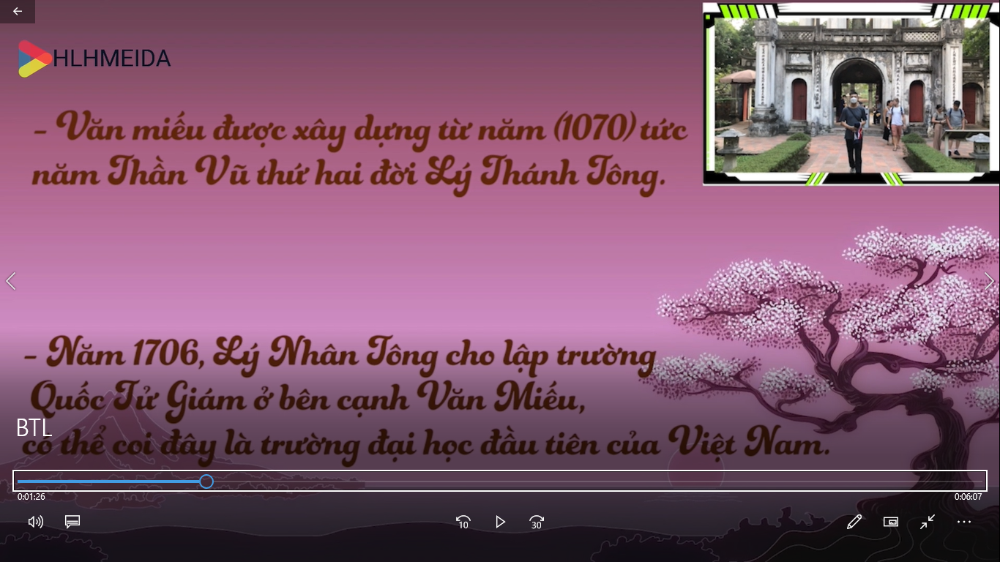 HLHMEIDA
- Văn miếu được xây dựng từ năm (1070) tức
năm Thần Vũ thứ hai đời Lý Thánh Tông.
- Năm 1706, Lý Nhân Tông cho lập trường
Quốc Tử Giám ở bên cạnh Văn Miếu,
BTL
có thể coi đây là trường đại học đầu tiên của Việt Nam.
0:01:26
0:06:07
10
30